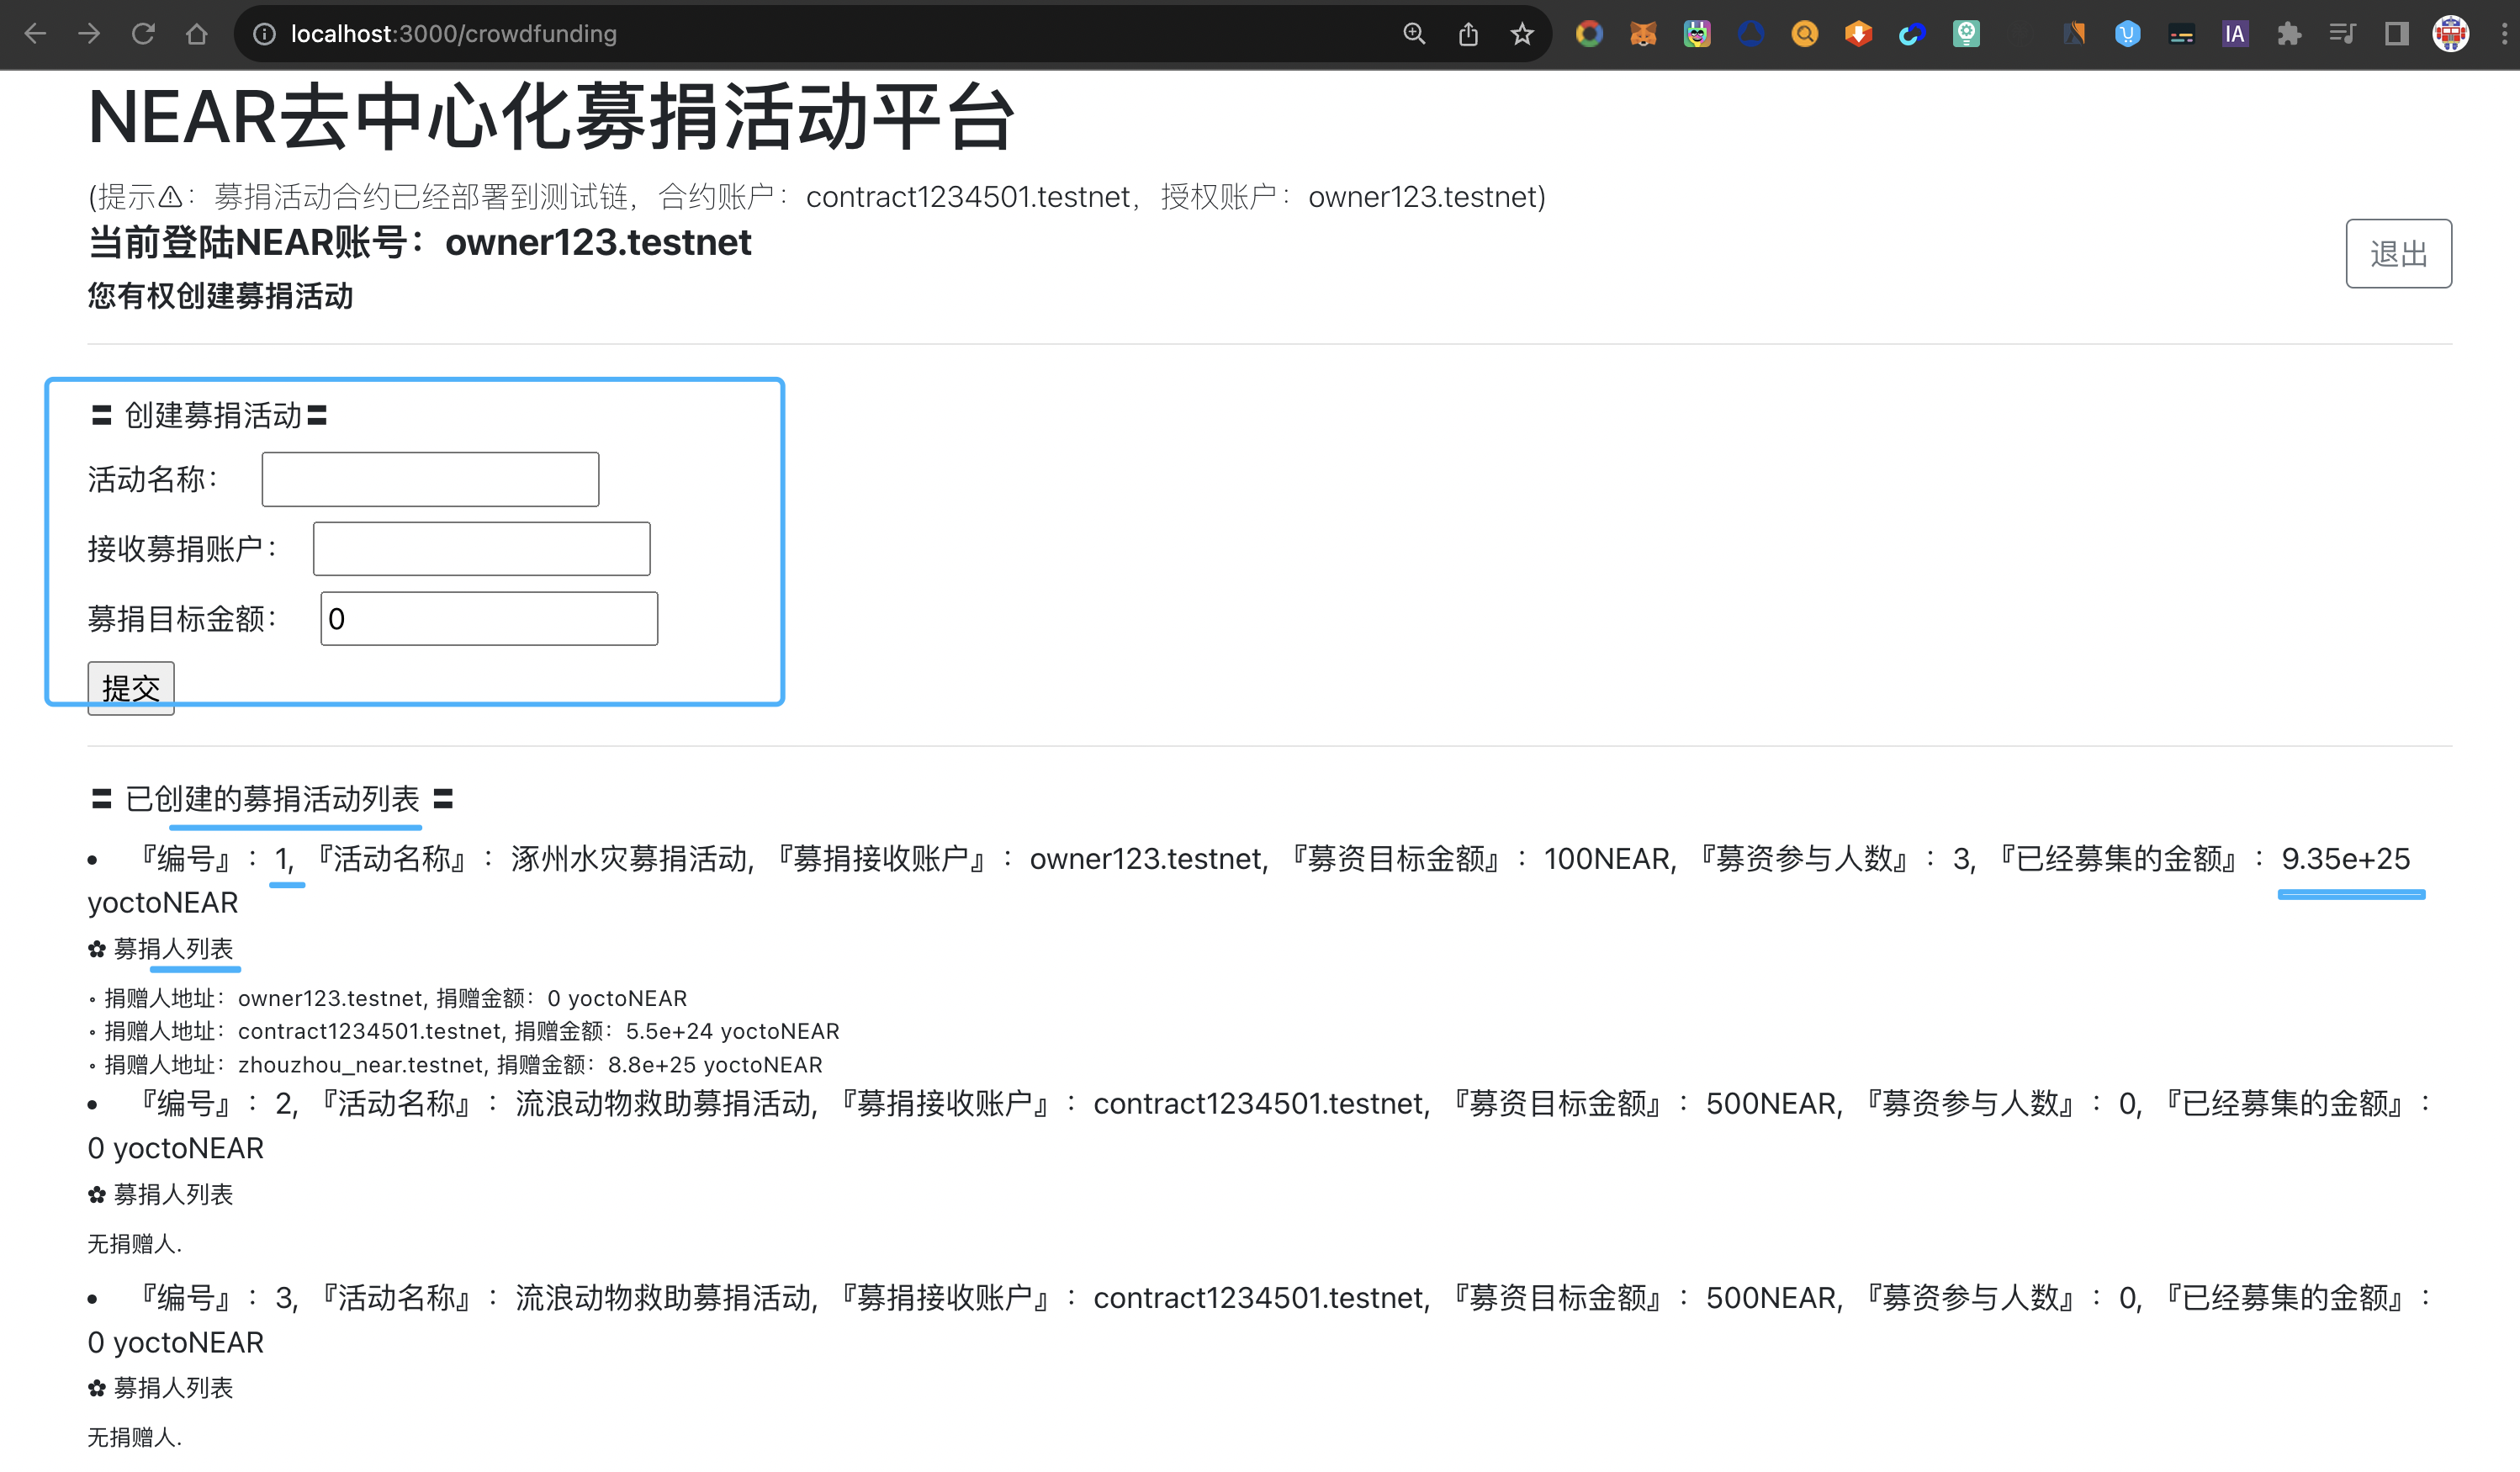 localhost:3000/crowdfunding
IA
NEAR去中心化募捐活动平台
(提示⚠：募捐活动合约已经部署到测试链，合约账户：contract1234501.testnet，授权账户：owner123.testnet)
当前登陆NEAR账号：owner123.testnet
退出
您有权创建募捐活动
〓 创建募捐活动〓
活动名称：
接收募捐账户：
募捐目标金额： 0
提交
〓 已创建的募捐活动列表 〓
• 『编号』：1, 『活动名称』：涿州水灾募捐活动, 『募捐接收账户』：owner123.testnet, 『募资目标金额』：100NEAR, 『募资参与人数』：3, 『已经募集的金额』：9.35e+25
yoctoNEAR
✿ 募捐人列表
◦ 捐赠人地址：owner123.testnet, 捐赠金额：0 yoctoNEAR
◦ 捐赠人地址：contract1234501.testnet, 捐赠金额：5.5e+24 yoctoNEAR
◦ 捐赠人地址：zhouzhou_near.testnet, 捐赠金额：8.8e+25 yoctoNEAR
• 『编号』：2, 『活动名称』：流浪动物救助募捐活动, 『募捐接收账户』：contract1234501.testnet, 『募资目标金额』：500NEAR, 『募资参与人数』：0, 『已经募集的金额』：
0 yoctoNEAR
✿ 募捐人列表
无捐赠人.
• 『编号』：3, 『活动名称』：流浪动物救助募捐活动, 『募捐接收账户』：contract1234501.testnet, 『募资目标金额』：500NEAR, 『募资参与人数』：0, 『已经募集的金额』：
0 yoctoNEAR
✿ 募捐人列表
无捐赠人.